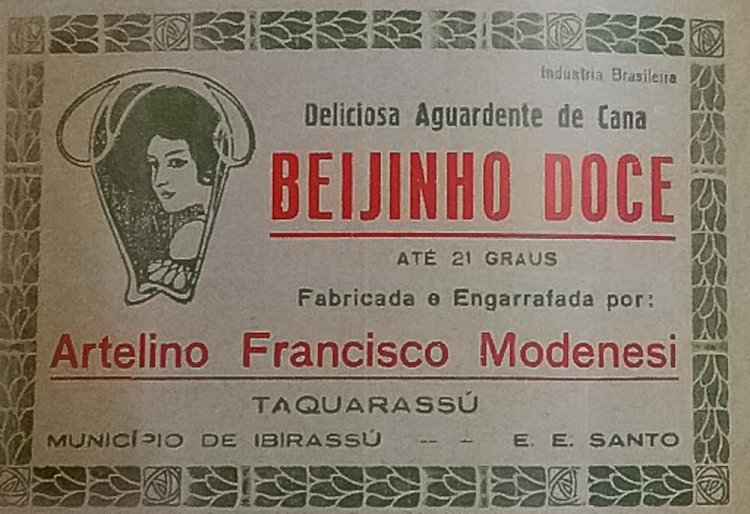 Industria Brasileira
Deliciosa Aguardente de Cana
BEIJINHO DOCE
ATÉ 21 GRAUS
Fabricada e Engarrafada por:
Artelino Francisco Modenesi
TAQUARASSÚ
MUNICÍPIO DE IBIRASSÚ -- - E. E. SANTO